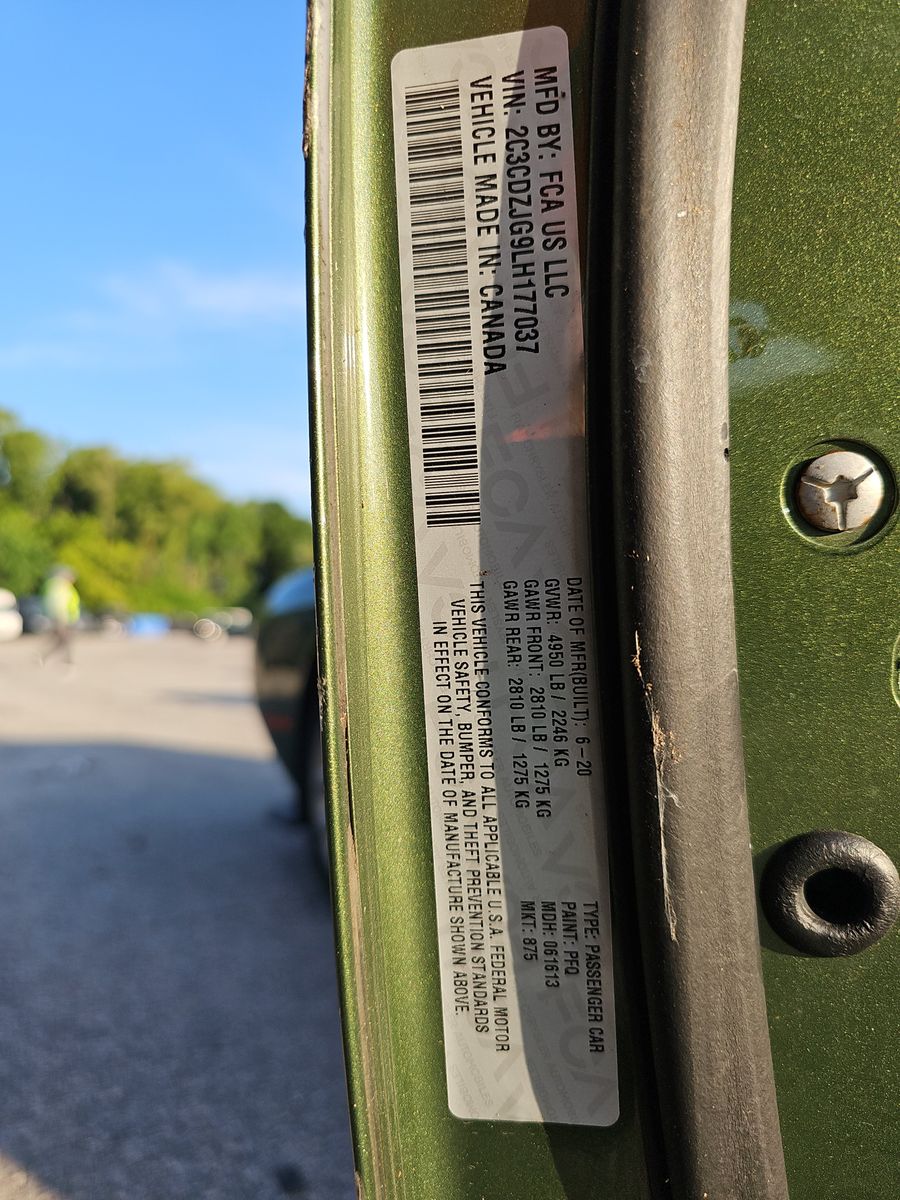 MFD BY: FCA US LLC
VIN: 2C3CDZJG9LH177037
VEHICLE MADE IN: CANADA
DATE OF MFR(BUILT): 6-20
GVWR: 4950 LB / 2246 KG
GAWR FRONT: 2810 LB / 1275 KG
GAWR REAR: 2810 LB / 1275 KG
THIS VEHICLE CONFORMS TO ALL APPLICABLE U.S.A. FEDERAL MOTOR
VEHICLE SAFETY, BUMPER, AND THEFT PREVENTION STANDARDS
IN EFFECT ON THE DATE OF MANUFACTURE SHOWN ABOVE.
TYPE: PASSENGER CAR
PAINT: PFQ
MDH: 061613
MKT: 875